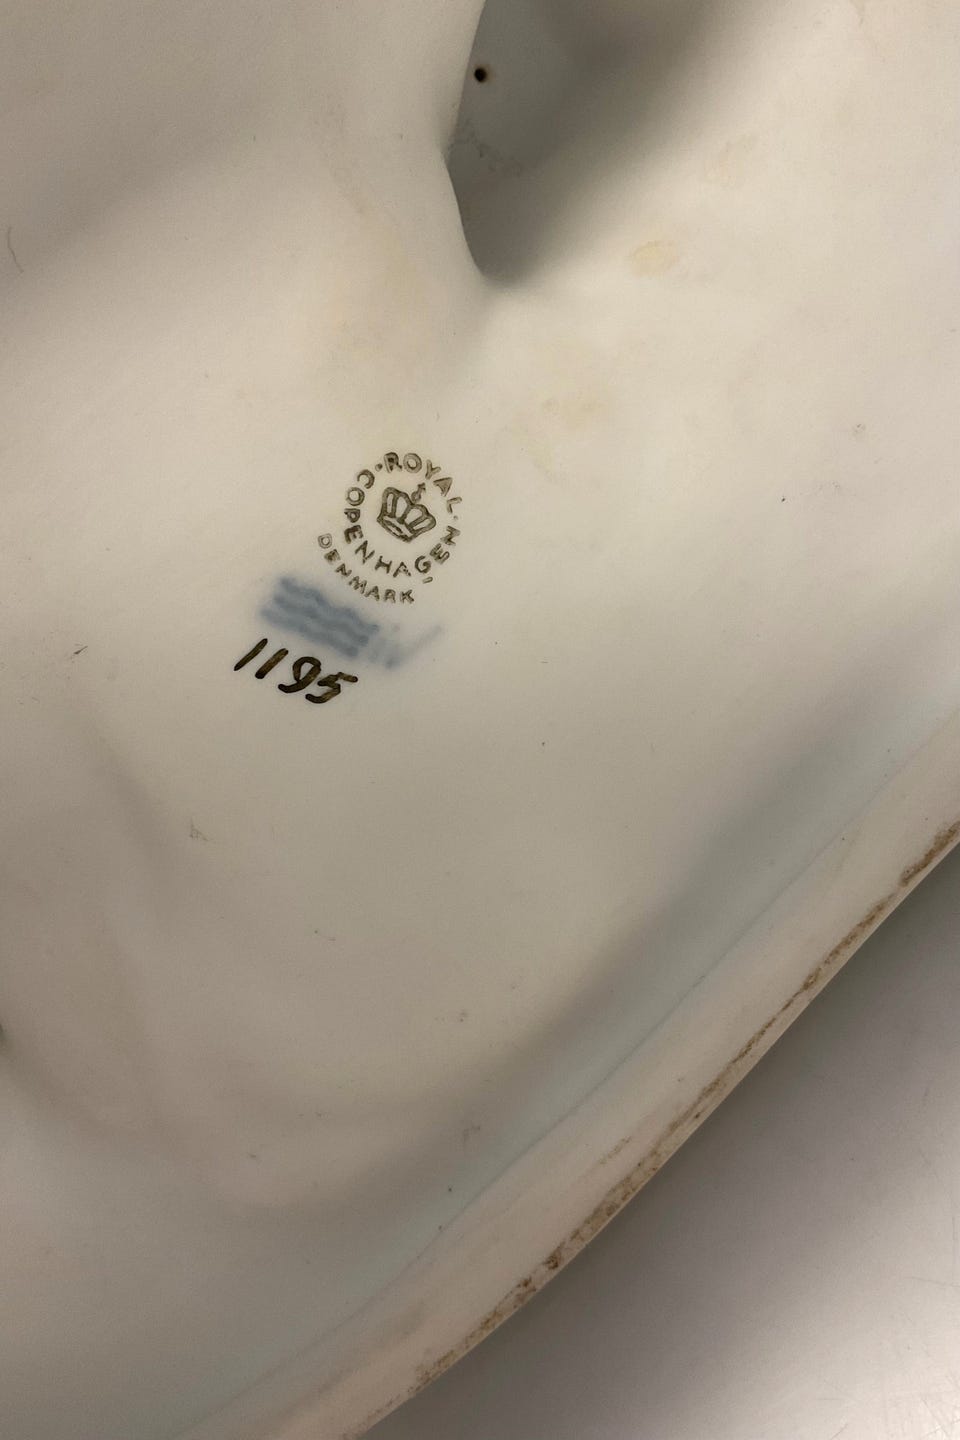 ROYAL · COPENHAGEN
DENMARK
1195